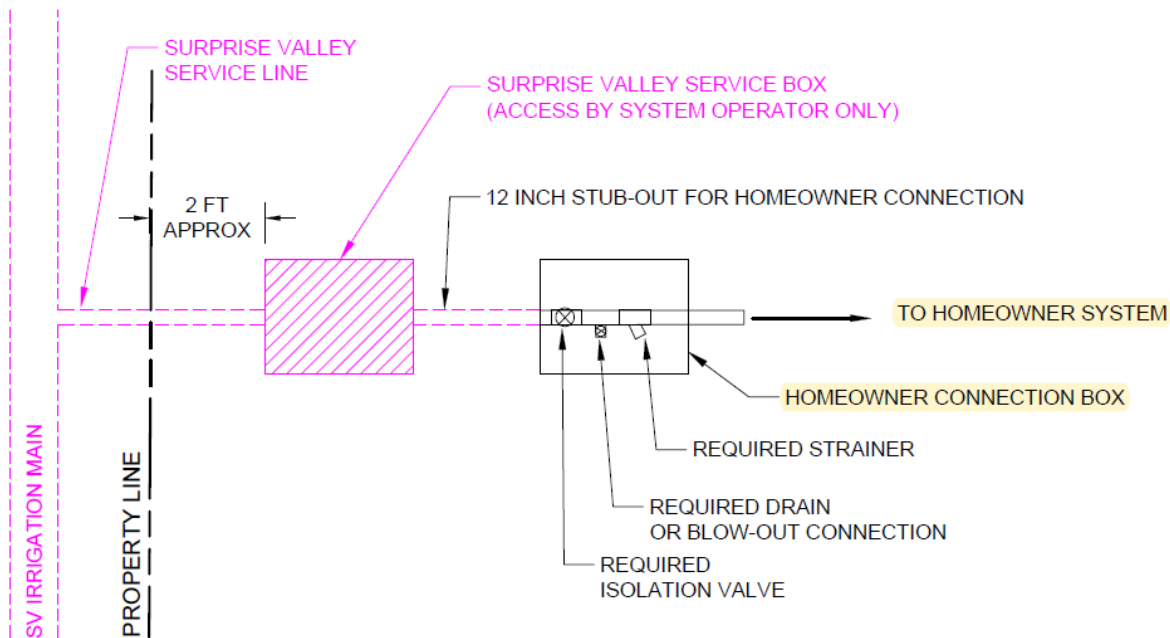 SURPRISE VALLEY
SERVICE LINE
SURPRISE VALLEY SERVICE BOX
(ACCESS BY SYSTEM OPERATOR ONLY)
2 FT
APPROX
12 INCH STUB-OUT FOR HOMEOWNER CONNECTION
TO HOMEOWNER SYSTEM
HOMEOWNER CONNECTION BOX
REQUIRED STRAINER
REQUIRED DRAIN
OR BLOW-OUT CONNECTION
REQUIRED
ISOLATION VALVE
SV IRRIGATION MAIN
PROPERTY LINE